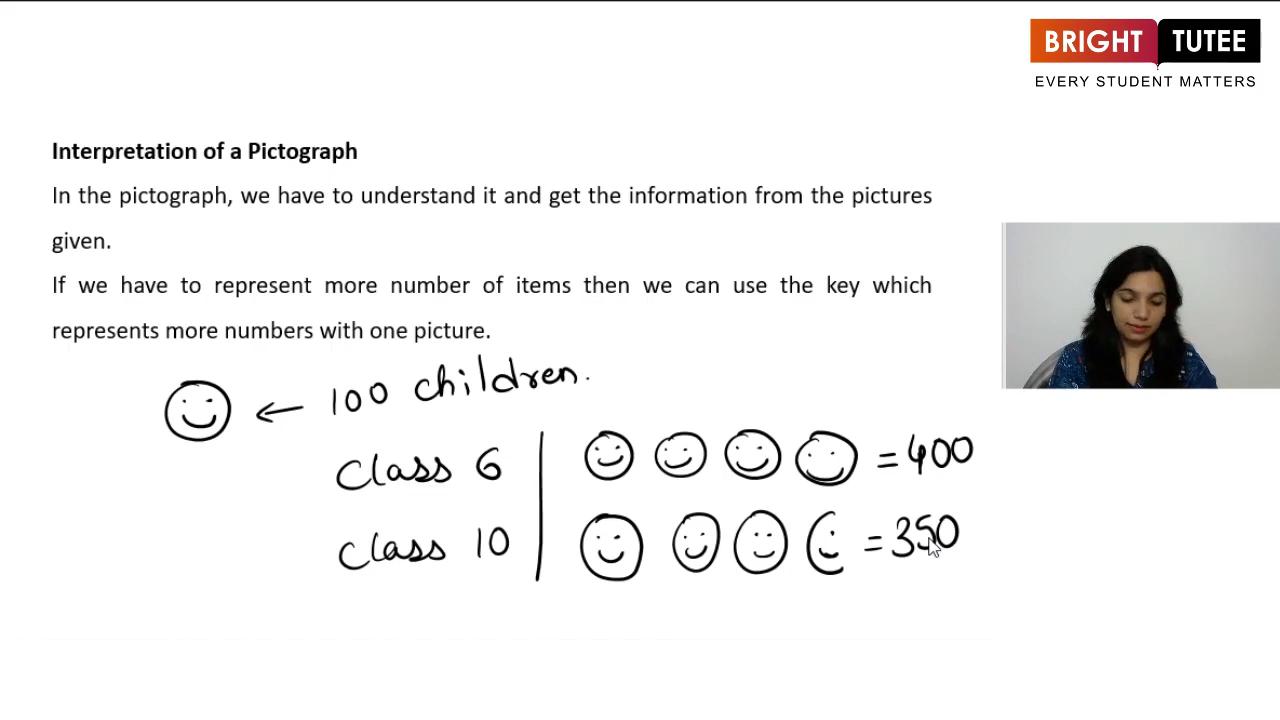 BRIGHT TUTEE
EVERY STUDENT MATTERS
Interpretation of a Pictograph
In the pictograph, we have to understand it and get the information from the pictures
given.
If we have to represent more number of items then we can use the key which
represents more numbers with one picture.
← 100 children.
Class 6 = 400
Class 10 = 350